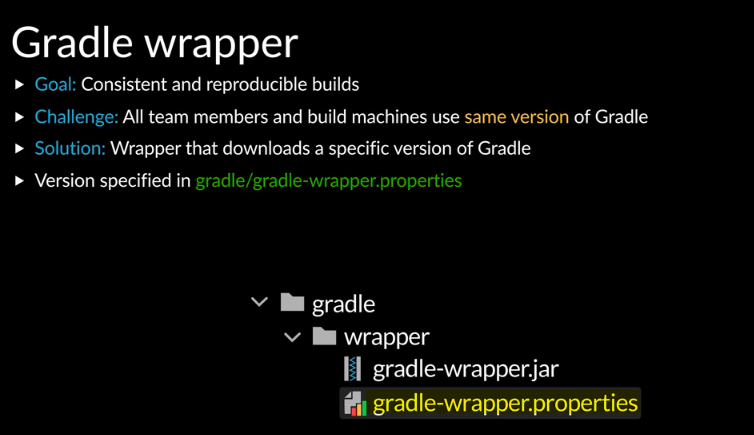 Gradle wrapper
Goal: Consistent and reproducible builds
Challenge: All team members and build machines use same version of Gradle
Solution: Wrapper that downloads a specific version of Gradle
Version specified in gradle/gradle-wrapper.properties
gradle
wrapper
gradle-wrapper.jar
gradle-wrapper.properties